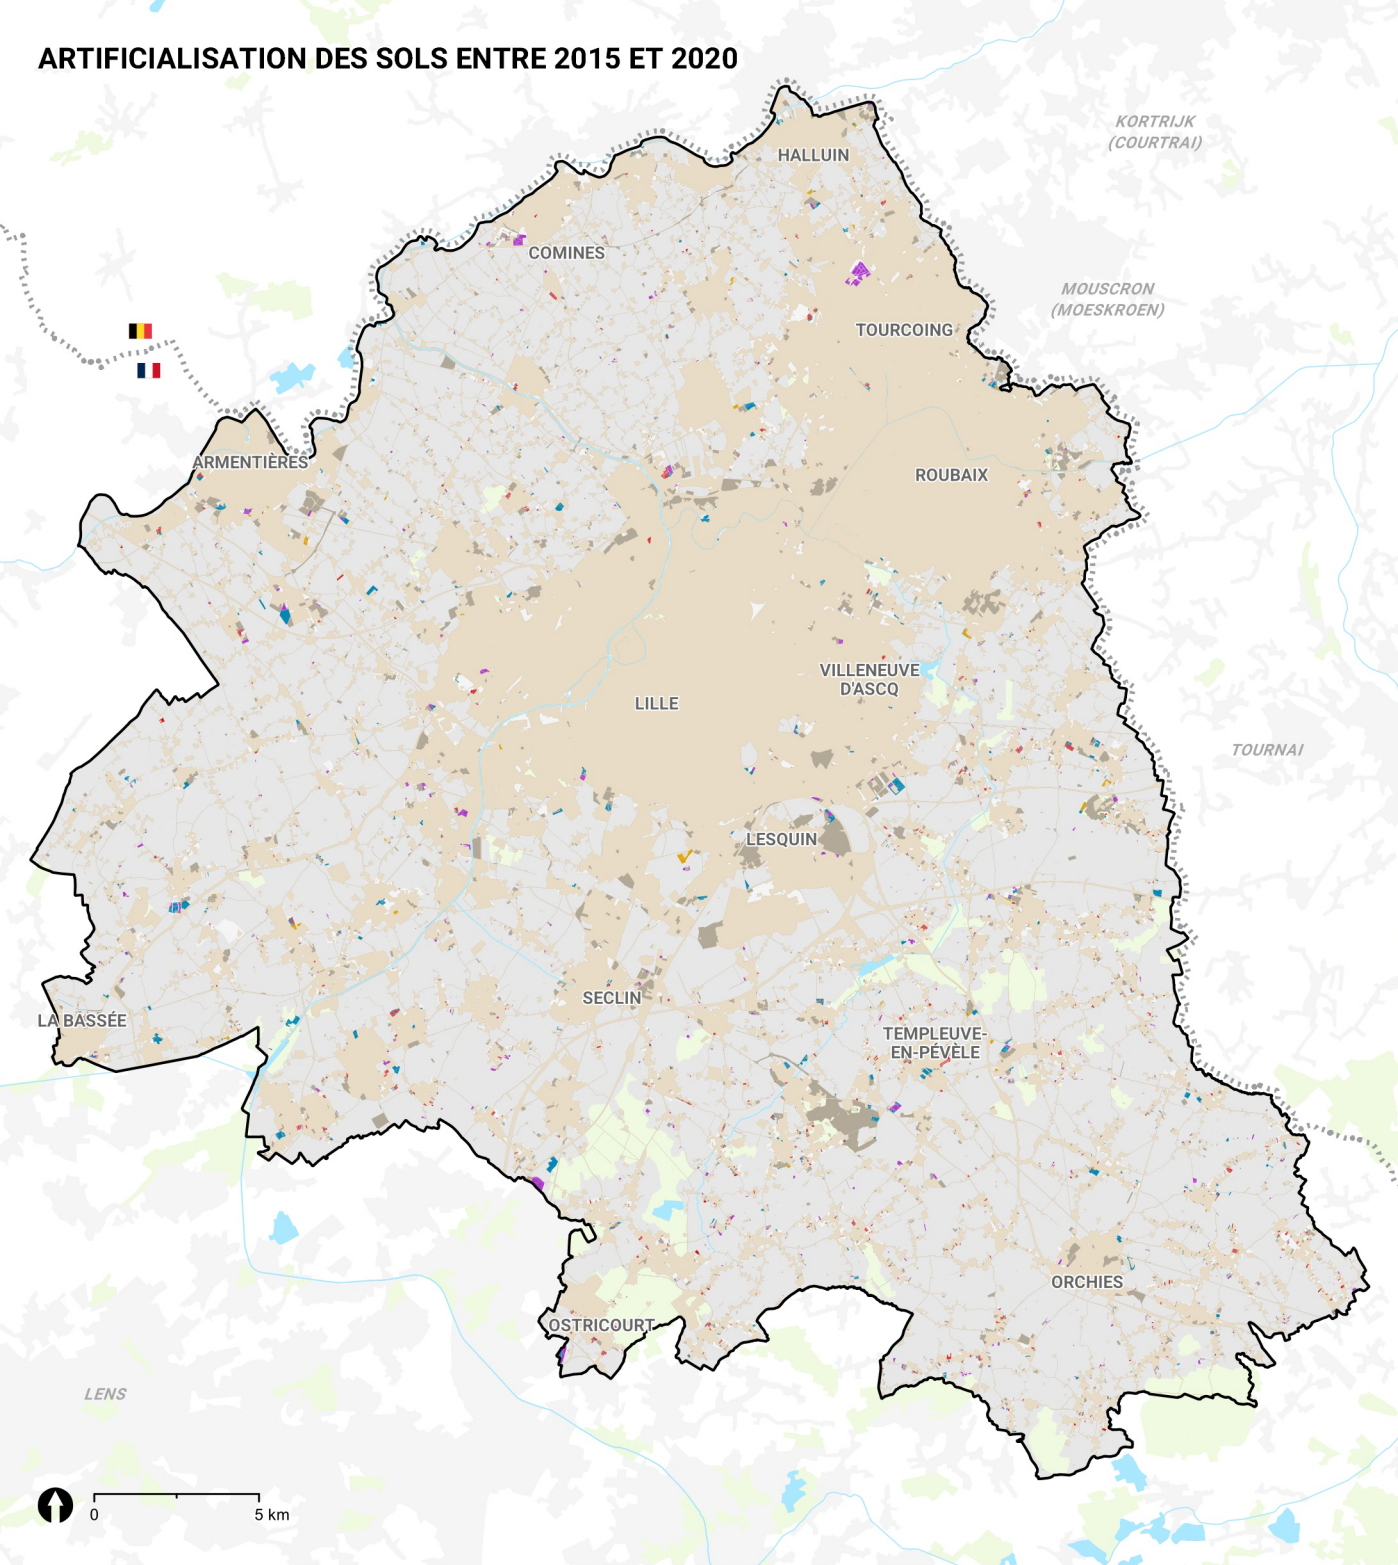 ARTIFICIALISATION DES SOLS ENTRE 2015 ET 2020
KORTRIJK
(COURTRAI)
HALLUIN
COMINES
MOUSCRON
(MOESKROEN)
TOURCOING
ARMENTIÈRES
ROUBAIX
VILLENEUVE
D'ASCQ
LILLE
TOURNAI
LESQUIN
SECLIN
LA BASSÉE
TEMPLEUVE-
EN-PÉVÈLE
ORCHIES
OSTRICOURT
LENS
0 5 km